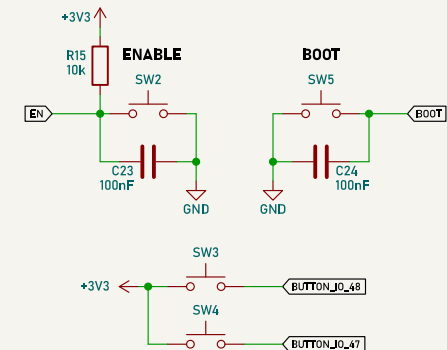 +3V3
R15
10k
ENABLE
SW2
EN
C23
100nF
GND
BOOT
SW5
BOOT
C24
100nF
GND
SW3
+3V3
BUTTON_IO_48
SW4
BUTTON_IO_47